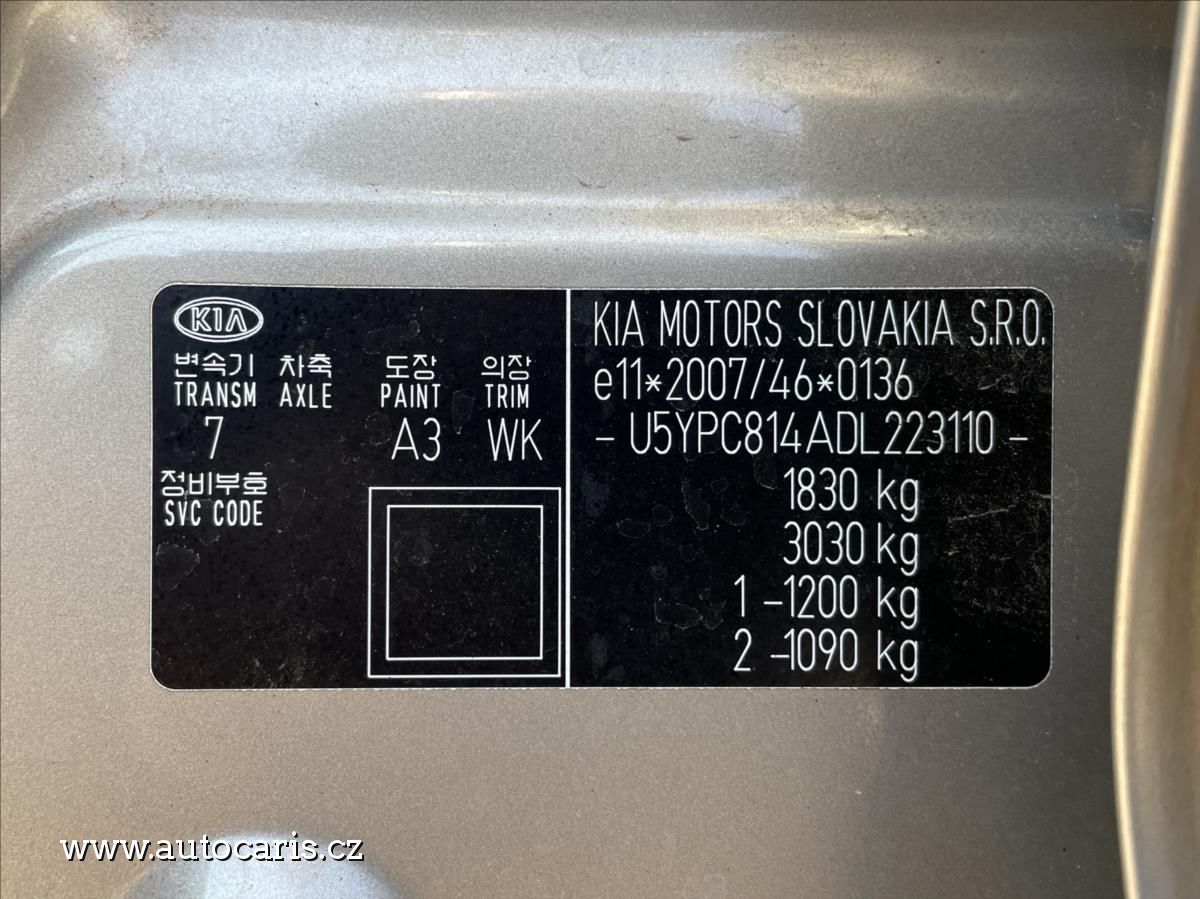 KIA
변속기 차축 도장 의장
TRANSM AXLE PAINT TRIM
7 A3 WK
정비부호
SVC CODE
KIA MOTORS SLOVAKIA S.R.O.
e11*2007/46*0136
- U5YPC814ADL223110 -
1830 kg
3030 kg
1 -1200 kg
2 -1090 kg
www.autocaris.cz